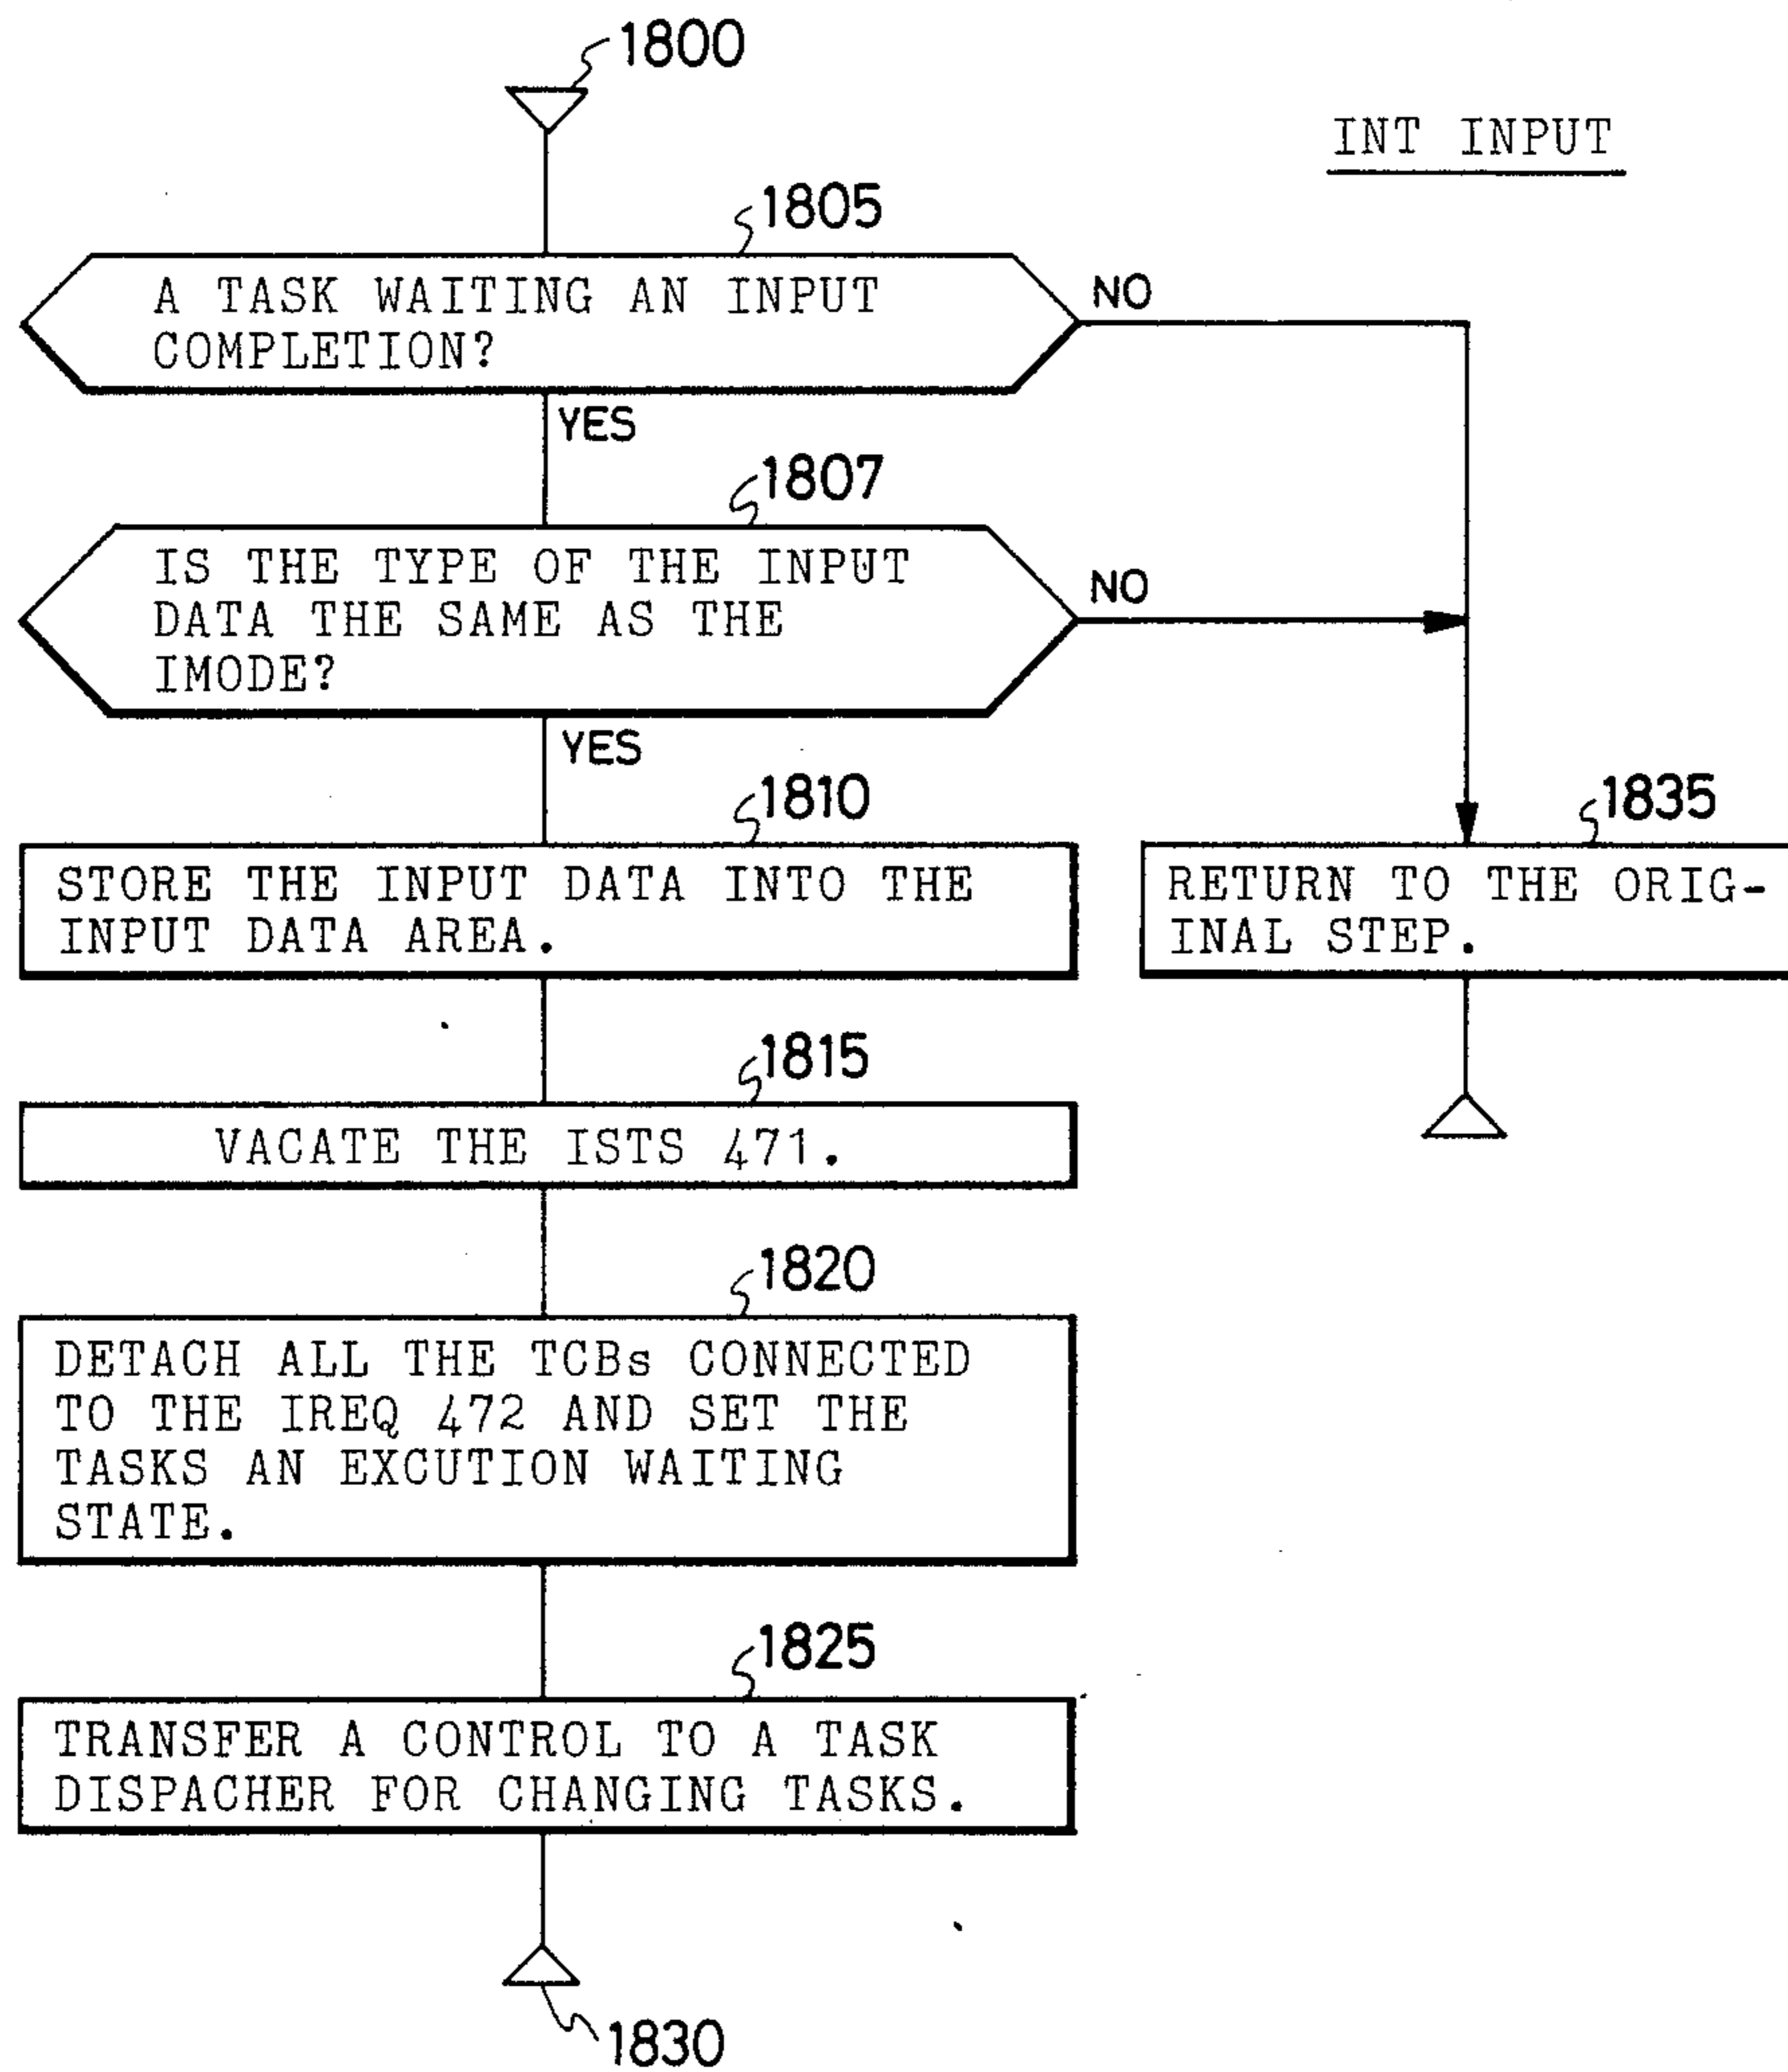 1800
INT INPUT
1805
A TASK WAITING AN INPUT
COMPLETION?
NO
YES
1807
IS THE TYPE OF THE INPUT
DATA THE SAME AS THE
IMODE?
NO
YES
1810
STORE THE INPUT DATA INTO THE
INPUT DATA AREA.
1835
RETURN TO THE ORIG-
INAL STEP.
1815
VACATE THE ISTS 471.
1820
DETACH ALL THE TCBs CONNECTED
TO THE IREQ 472 AND SET THE
TASKS AN EXCUTION WAITING
STATE.
1825
TRANSFER A CONTROL TO A TASK
DISPACHER FOR CHANGING TASKS.
1830